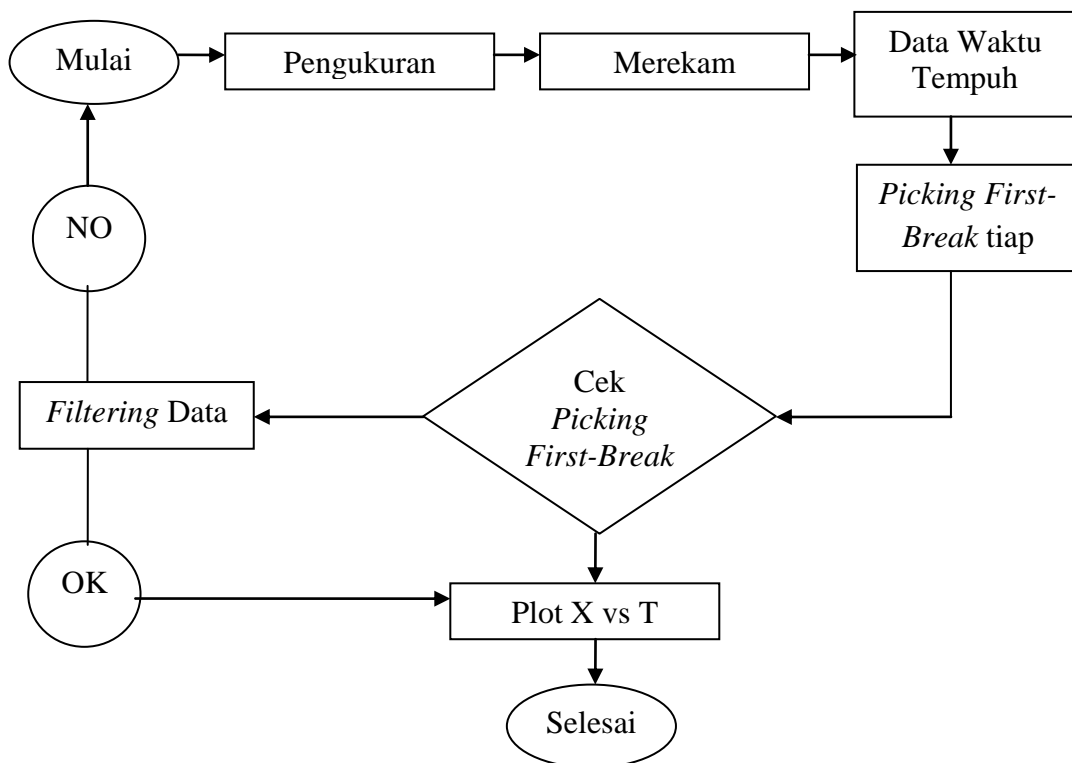 Mulai
Pengukuran
Merekam
Data Waktu
Tempuh
Picking First-
Break tiap
NO
Cek
Picking
First-Break
Filtering Data
OK
Plot X vs T
Selesai